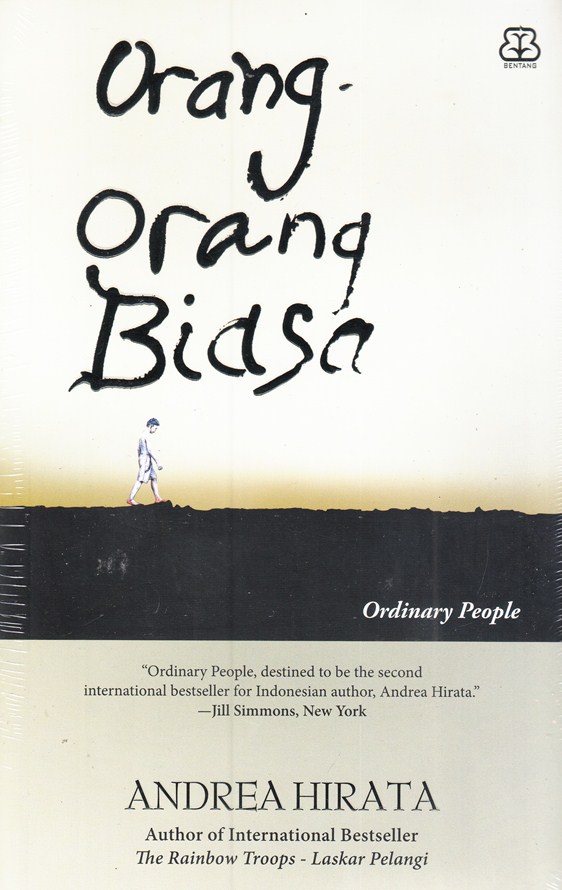 BENTANG
Orang-
Orang
Biasa
Ordinary People
“Ordinary People, destined to be the second
international bestseller for Indonesian author, Andrea Hirata.”
—Jill Simmons, New York
ANDREA HIRATA
Author of International Bestseller
The Rainbow Troops - Laskar Pelangi